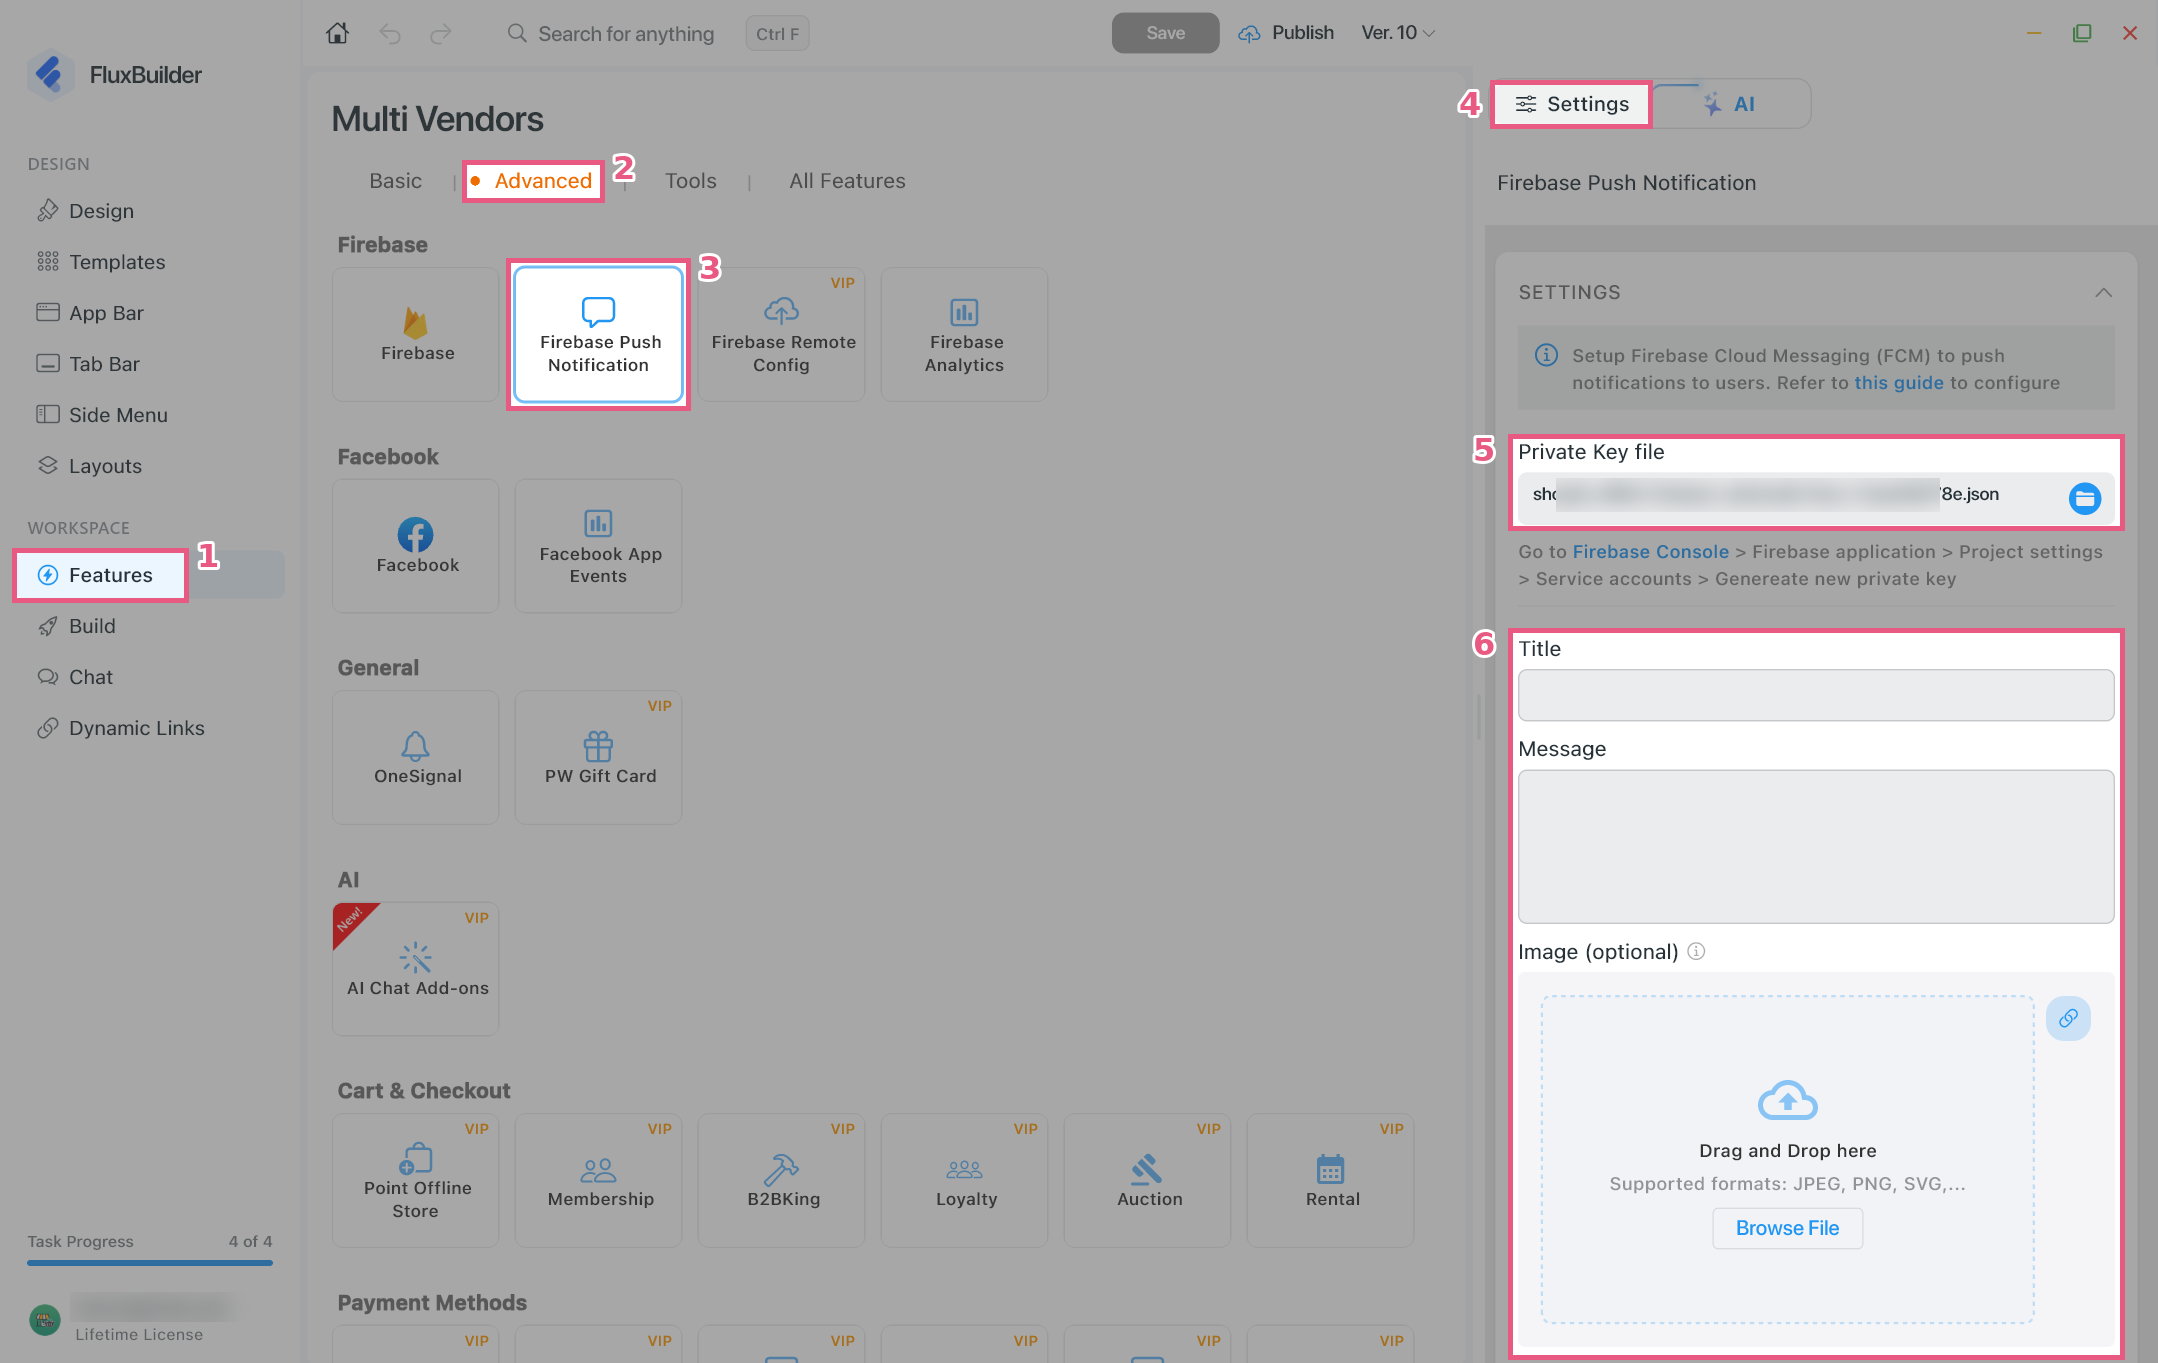 FluxBuilder
DESIGN
Design
Templates
App Bar
Tab Bar
Side Menu
Layouts
WORKSPACE
Features
1
Build
Chat
Dynamic Links
Task Progress 4 of 4
Lifetime License
Search for anything Ctrl F
Save Publish Ver. 10
Multi Vendors
Basic | Advanced 2 | Tools | All Features
Firebase
Firebase
Firebase Push
Notification
3
VIP
Firebase Remote
Config
Firebase
Analytics
Facebook
Facebook
Facebook App
Events
General
OneSignal
VIP
PW Gift Card
AI
New!
VIP
AI Chat Add-ons
Cart & Checkout
VIP
Point Offline
Store
VIP
Membership
VIP
B2BKing
VIP
Loyalty
VIP
Auction
VIP
Rental
Payment Methods
VIP VIP VIP VIP VIP VIP
4 Settings AI
Firebase Push Notification
SETTINGS
Setup Firebase Cloud Messaging (FCM) to push
notifications to users. Refer to this guide to configure
5
Private Key file
8e.json
Go to Firebase Console > Firebase application > Project settings
> Service accounts > Genereate new private key
6
Title
Message
Image (optional)
Drag and Drop here
Supported formats: JPEG, PNG, SVG,...
Browse File